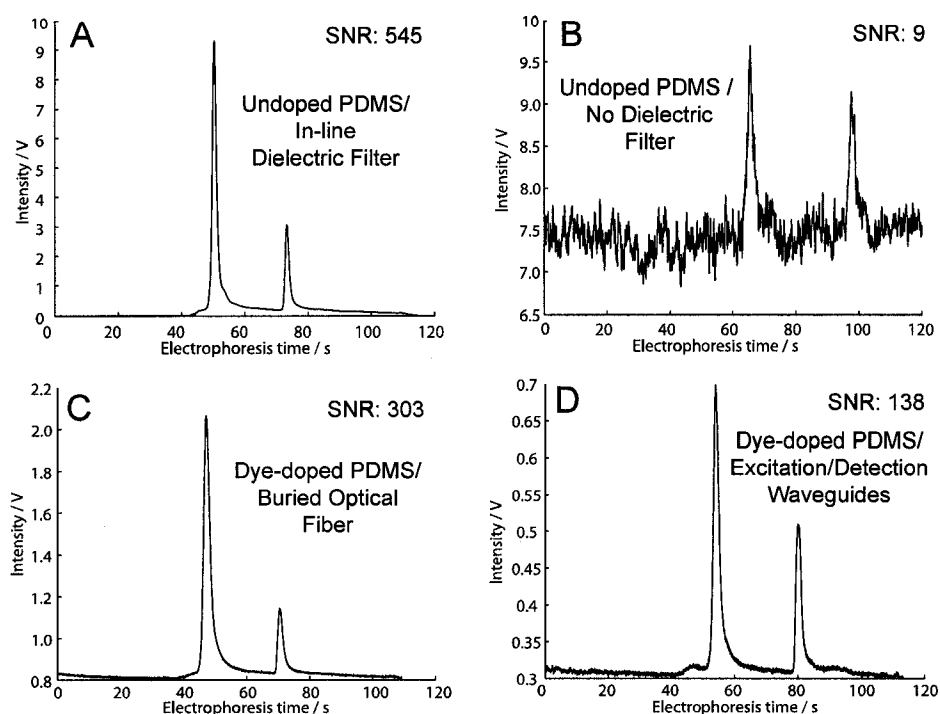 A
SNR: 545
Undoped PDMS/
In-line
Dielectric Filter
Intensity / V
10
9
8
7
6
5
4
3
2
1
0
0
20
40
60
80
100
120
Electrophoresis time / s
B
SNR: 9
Undoped PDMS /
No Dielectric
Filter
Intensity / V
10
9.5
9.0
8.5
8.0
7.5
7.0
6.5
0
20
40
60
80
100
120
Electrophoresis time / s
C
SNR: 303
Dye-doped PDMS/
Buried Optical
Fiber
Intensity / V
2.2
2.0
1.8
1.6
1.4
1.2
1.0
0.8
0
20
40
60
80
100
120
Electrophoresis time / s
D
SNR: 138
Dye-doped PDMS/
Excitation/Detection
Waveguides
Intensity / V
0.7
0.65
0.6
0.55
0.5
0.45
0.4
0.35
0.3
0
20
40
60
80
100
120
Electrophoresis time / s